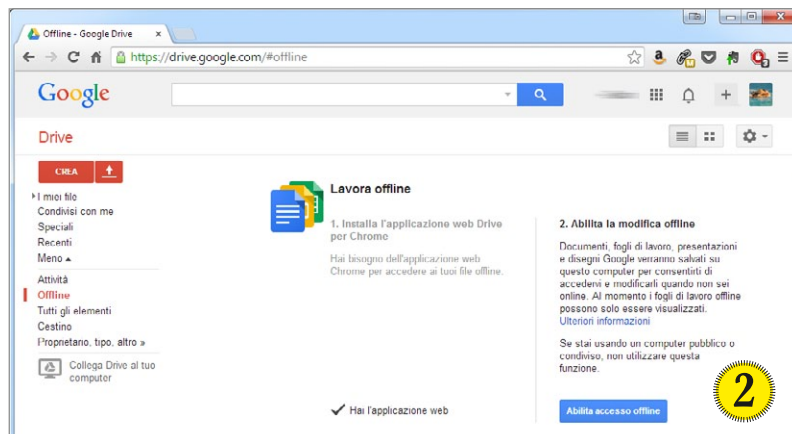 Offline - Google Drive
https://drive.google.com/#offline
Google
Drive
CREA
I miei file
Condivisi con me
Speciali
Recenti
Meno
Attività
Offline
Tutti gli elementi
Cestino
Proprietario, tipo, altro »
Collega Drive al tuo
computer
Lavora offline
1. Installa l'applicazione web Drive
per Chrome
Hai bisogno dell'applicazione web
Chrome per accedere ai tuoi file offline.
Hai l'applicazione web
2. Abilita la modifica offline
Documenti, fogli di lavoro, presentazioni
e disegni Google verranno salvati su
questo computer per consentirti di
accedervi e modificarli quando non sei
online. Al momento i fogli di lavoro offline
possono solo essere visualizzati.
Ulteriori informazioni
Se stai usando un computer pubblico o
condiviso, non utilizzare questa
funzione.
Abilita accesso offline
2